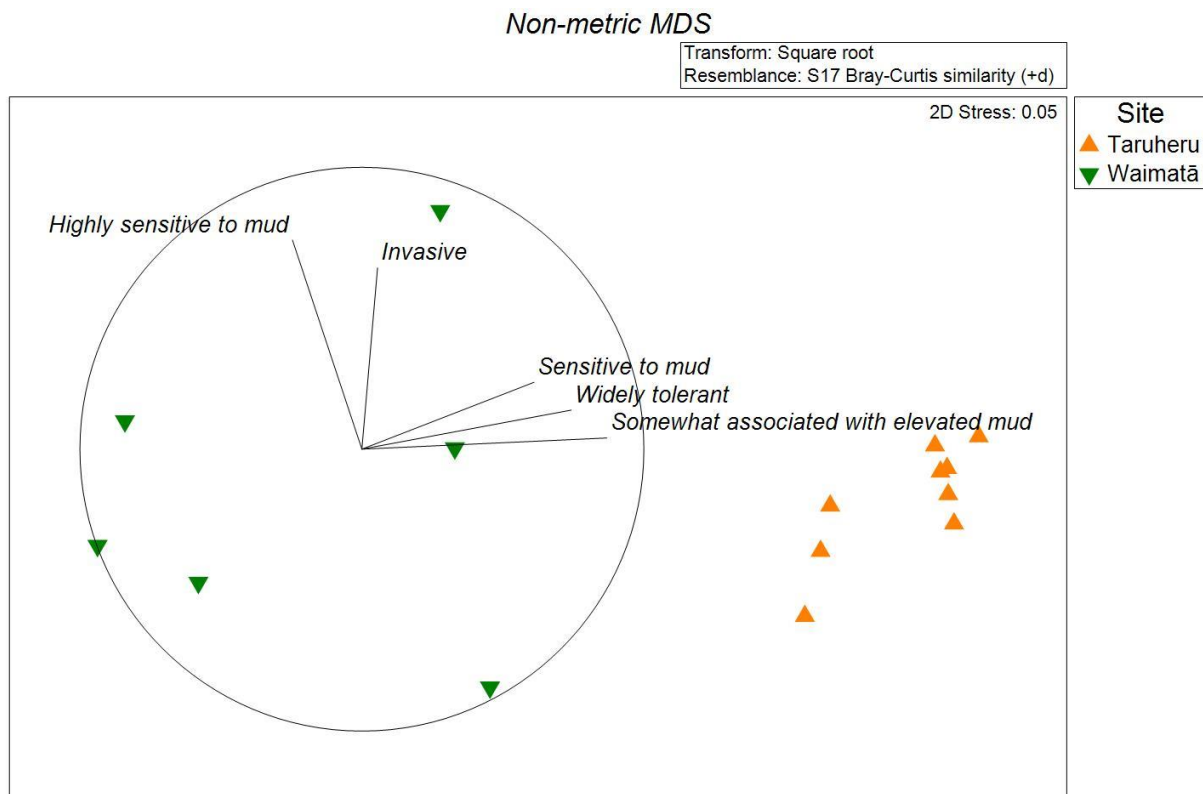 Non-metric MDS
Transform: Square root
Resemblance: S17 Bray-Curtis similarity (+d)
2D Stress: 0.05
Site
Taruheru
Waimatā
Highly sensitive to mud
Invasive
Sensitive to mud
Widely tolerant
Somewhat associated with elevated mud